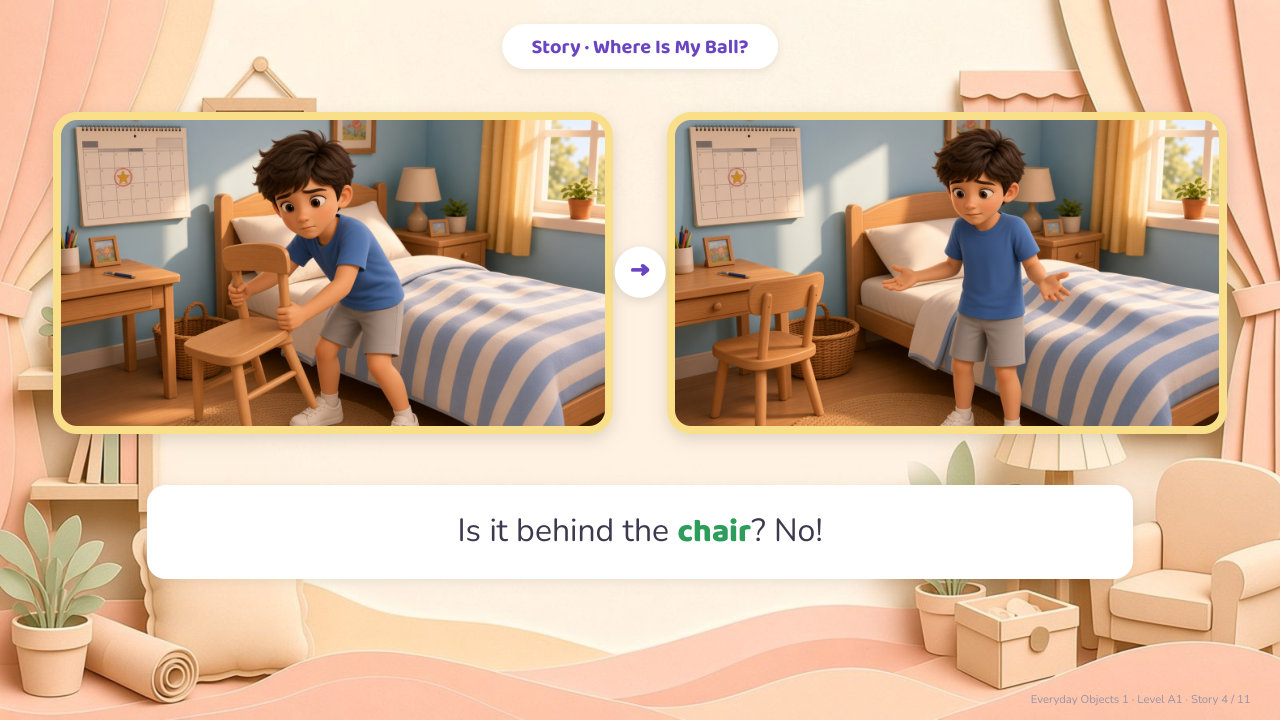 Story · Where Is My Ball?
Is it behind the chair? No!
Everyday Objects 1 · Level A1 · Story 4 / 11